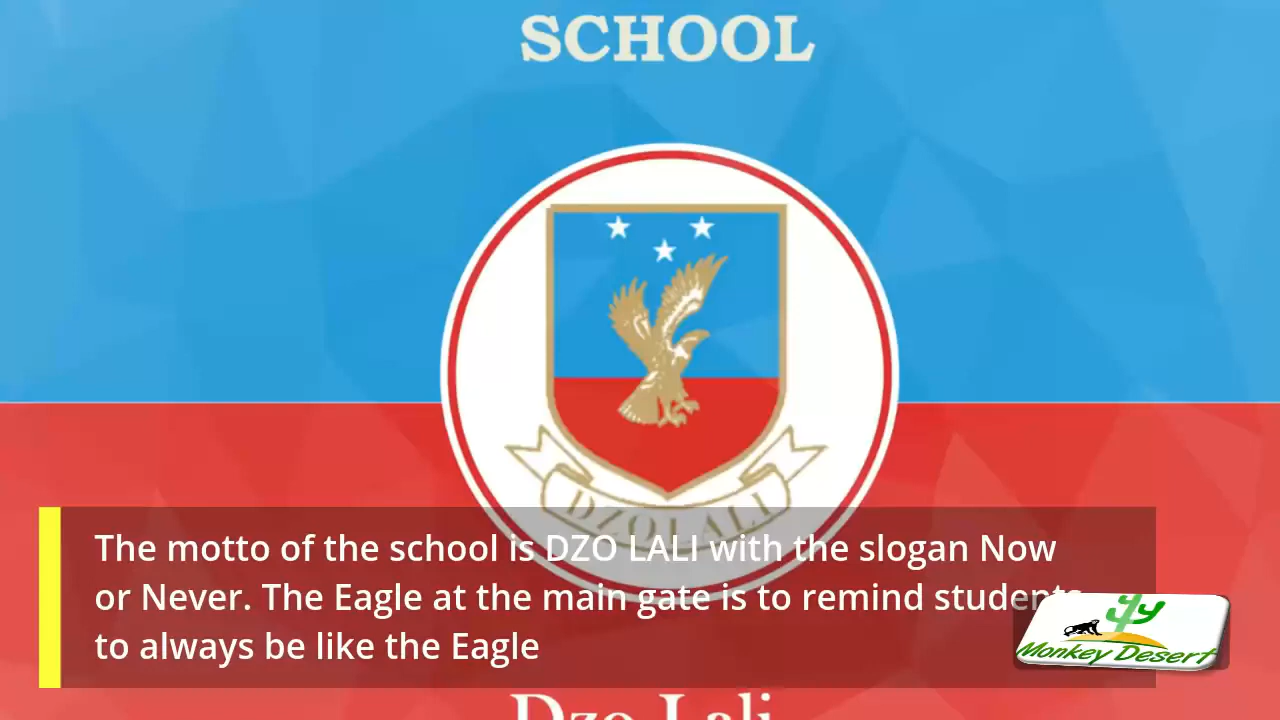 SCHOOL
DZO LALI
The motto of the school is DZO LALI with the slogan Now
or Never. The Eagle at the main gate is to remind students
to always be like the Eagle
Monkey Desert
Dzo Lali